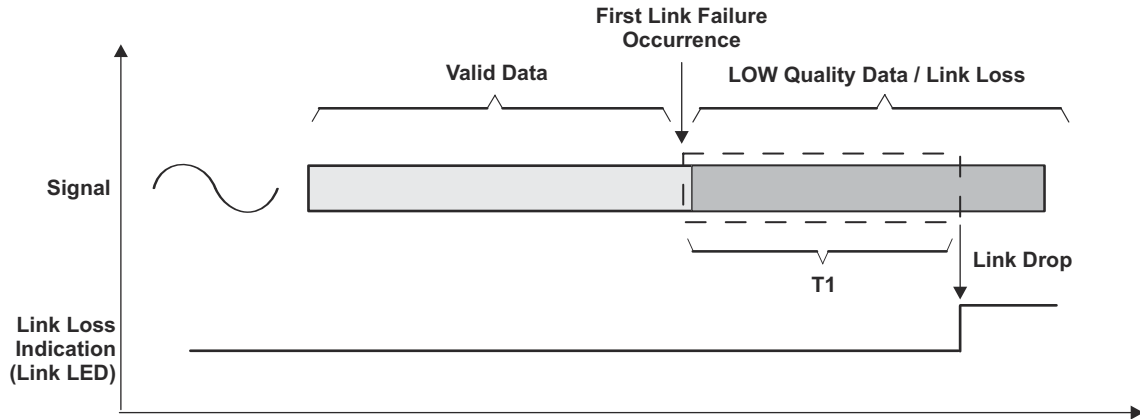 First Link Failure
Occurrence
Valid Data
LOW Quality Data / Link Loss
Signal
T1
Link Drop
Link Loss
Indication
(Link LED)